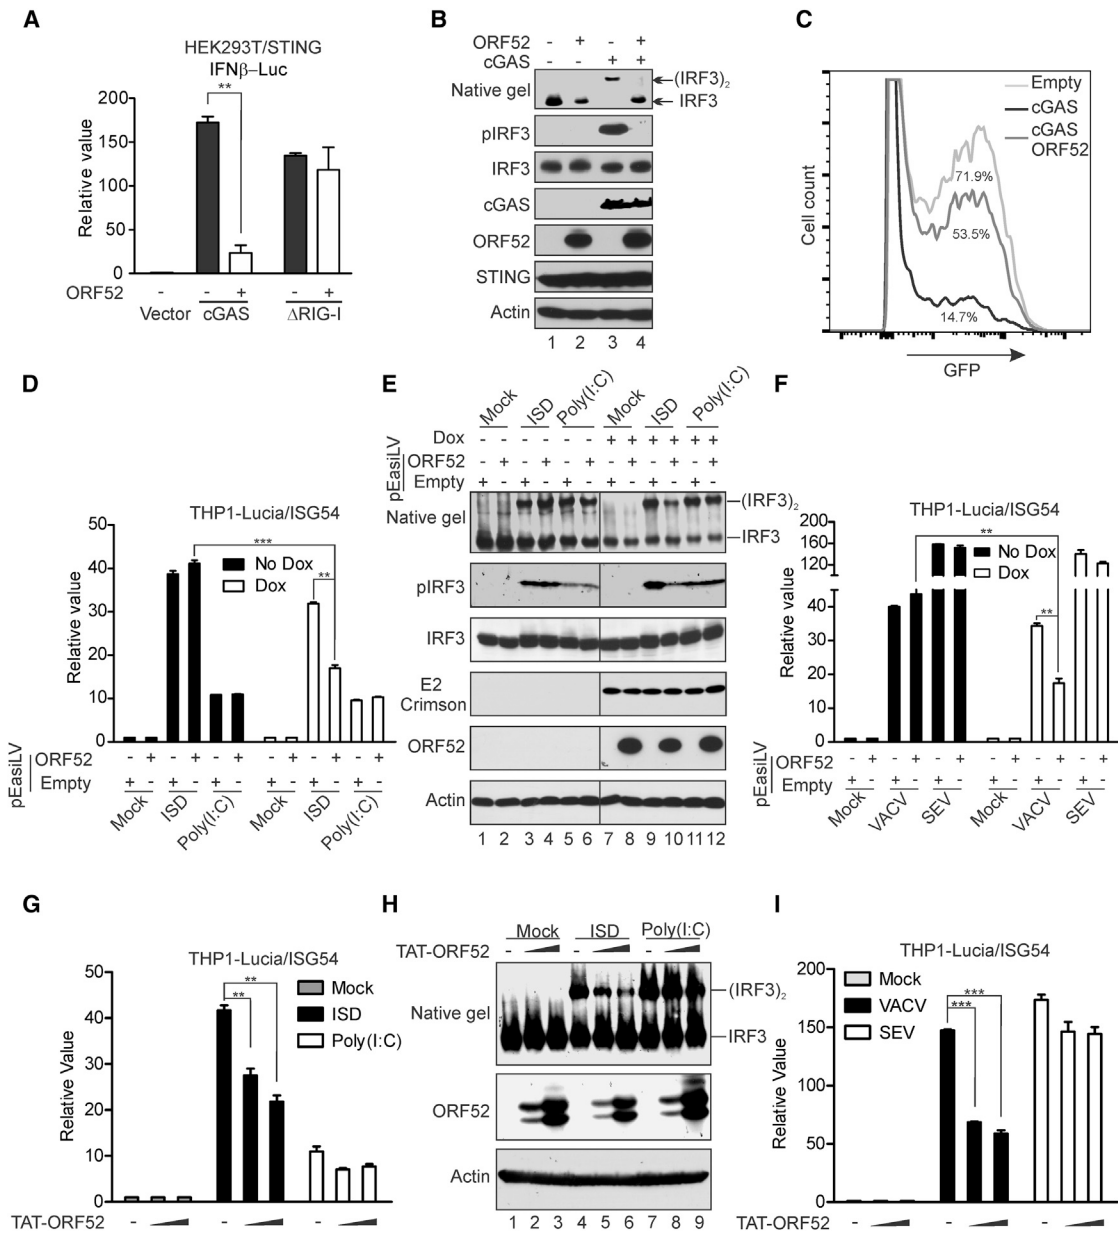 A
HEK293T/STING
IFNβ–Luc
**
Relative value
200
150
100
50
0
ORF52 - - + - +
Vector cGAS ΔRIG-I
B
ORF52 - + - +
cGAS - - + +
Native gel (IRF3)2
IRF3
pIRF3
IRF3
cGAS
ORF52
STING
Actin
1 2 3 4
C
Empty
cGAS
cGAS
ORF52
71.9%
53.5%
14.7%
Cell count
GFP
D
THP1-Lucia/ISG54
***
**
No Dox
Dox
Relative value
50
40
30
20
10
0
pEasiLV
ORF52 - + - + - + - + - + - +
Empty + - + - + - + - + - + -
Mock ISD Poly(I:C) Mock ISD Poly(I:C)
E
Mock ISD Poly(I:C) Mock ISD Poly(I:C)
Dox - - - - - - + + + + + +
pEasiLV
ORF52 - + - + - + - + - + - +
Empty + - + - + - + - + - + -
Native gel (IRF3)2
IRF3
pIRF3
IRF3
E2
Crimson
ORF52
Actin
1 2 3 4 5 6 7 8 9 10 11 12
F
THP1-Lucia/ISG54
**
**
No Dox
Dox
Relative value
200
160
120
40
30
20
10
0
pEasiLV
ORF52 - + - + - + - + - + - +
Empty + - + - + - + - + - + -
Mock VACV SEV Mock VACV SEV
G
THP1-Lucia/ISG54
**
**
Mock
ISD
Poly(I:C)
Relative Value
50
40
30
20
10
0
TAT-ORF52 - - -
H
Mock ISD Poly(I:C)
TAT-ORF52 - - -
Native gel (IRF3)2
IRF3
ORF52
Actin
1 2 3 4 5 6 7 8 9
I
THP1-Lucia/ISG54
Mock
VACV
SEV
***
***
Relative Value
200
150
100
50
0
TAT-ORF52 - - -